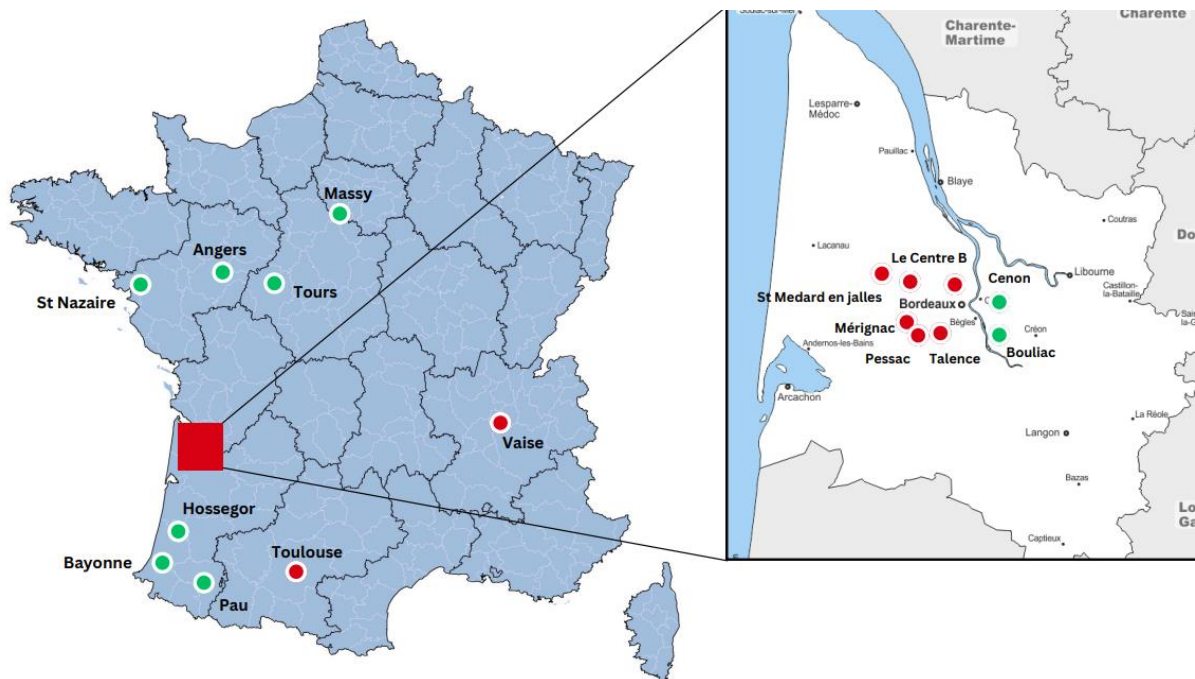 Massy
Angers
St Nazaire
Tours
Vaise
Hossegor
Bayonne
Toulouse
Pau
Charente-
Martime
Charente
Lesparre-
Médoc
Pauillac
Blaye
Coutras
Lacanau
Le Centre B
Cenon
Libourne
Castillon-
la-Bataille
St Medard en jalles
Bordeaux
Bègles
Mérignac
Créon
Andernos-les-Bains
Pessac
Talence
Bouliac
Arcachon
La Réole
Langon
Bazas
Captieux